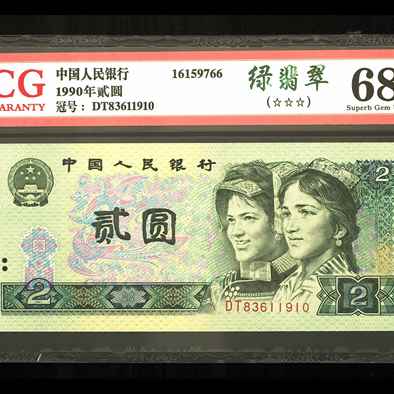 CG
ARANTY
中国人民银行
1990年贰圆
冠号： DT83611910
16159766
绿翡翠
(☆☆☆)
68
Superb Gem
中国人民银行
贰圆
2
2
2
DT83611910